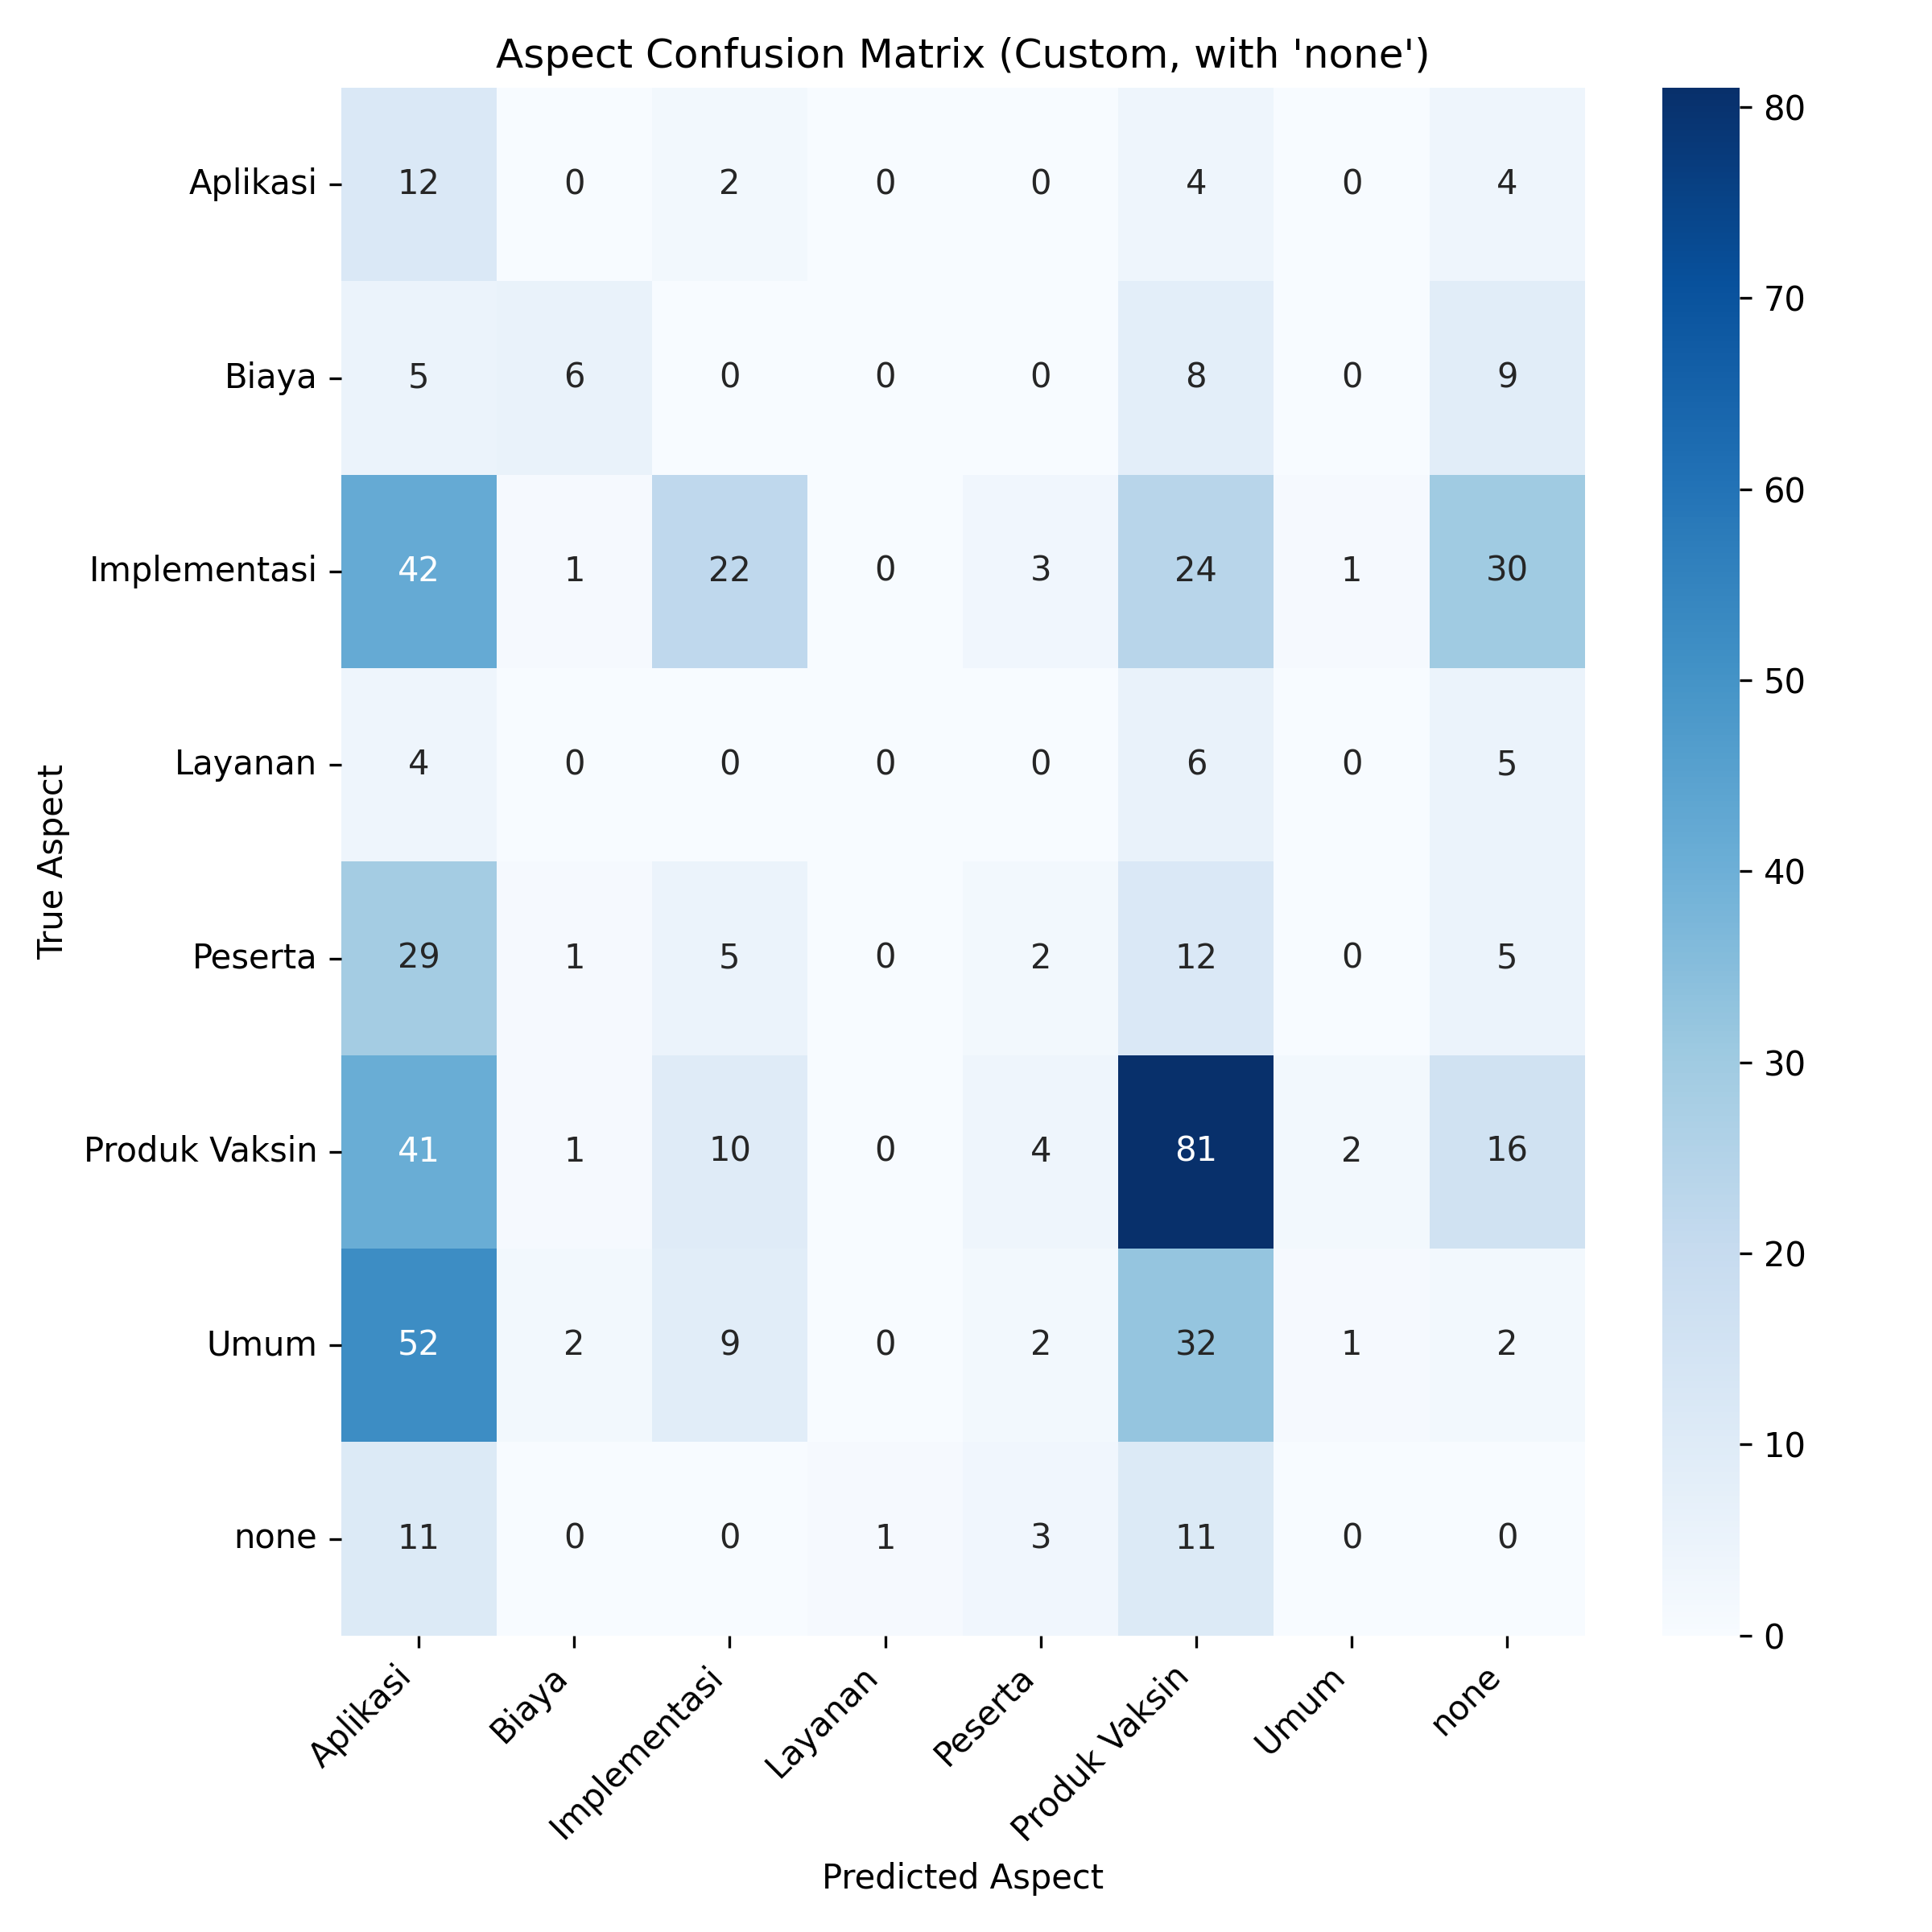 Aspect Confusion Matrix (Custom, with 'none')
True Aspect
Aplikasi 12 0 2 0 0 4 0 4
Biaya 5 6 0 0 0 8 0 9
Implementasi 42 1 22 0 3 24 1 30
Layanan 4 0 0 0 0 6 0 5
Peserta 29 1 5 0 2 12 0 5
Produk Vaksin 41 1 10 0 4 81 2 16
Umum 52 2 9 0 2 32 1 2
none 11 0 0 1 3 11 0 0
Aplikasi Biaya Implementasi Layanan Peserta Produk Vaksin Umum none
Predicted Aspect
80
70
60
50
40
30
20
10
0